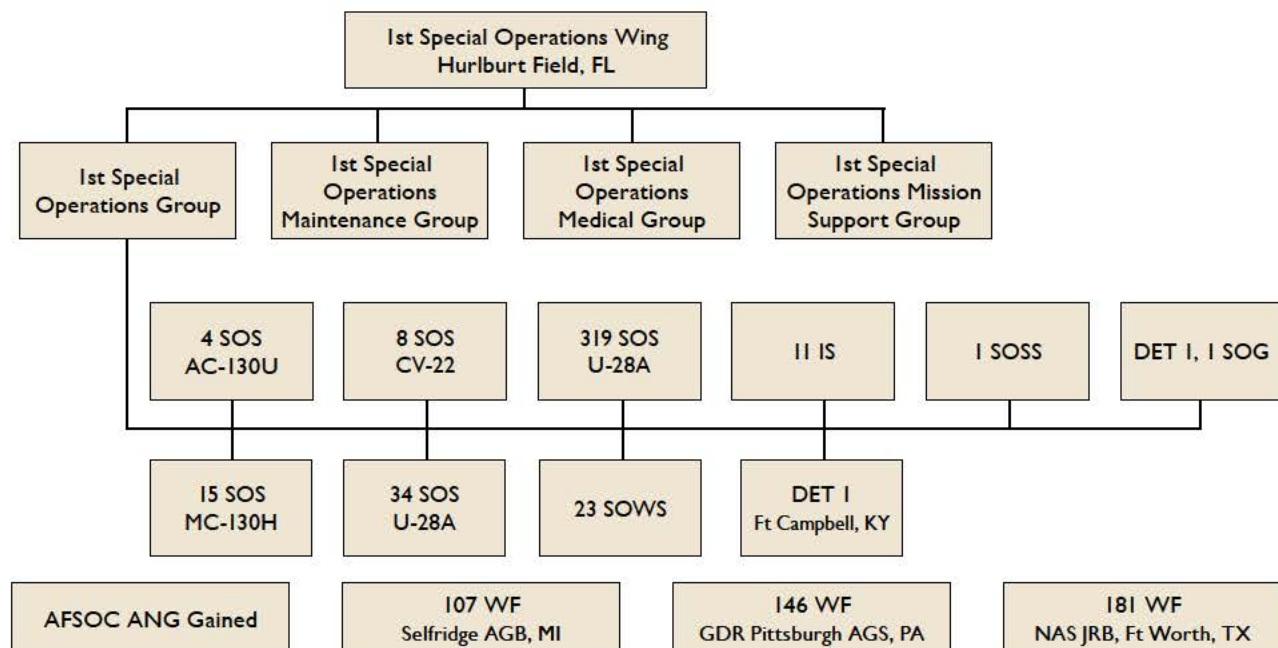 1st Special Operations Wing
Hurlburt Field, FL
1st Special
Operations Group
1st Special
Operations
Maintenance Group
1st Special
Operations
Medical Group
1st Special
Operations Mission
Support Group
4 SOS
AC-130U
8 SOS
CV-22
319 SOS
U-28A
11 IS
1 SOSS
DET 1, 1 SOG
15 SOS
MC-130H
34 SOS
U-28A
23 SOWS
DET 1
Ft Campbell, KY
AFSOC ANG Gained
107 WF
Selfridge AGB, MI
146 WF
GDR Pittsburgh AGS, PA
181 WF
NAS JRB, Ft Worth, TX